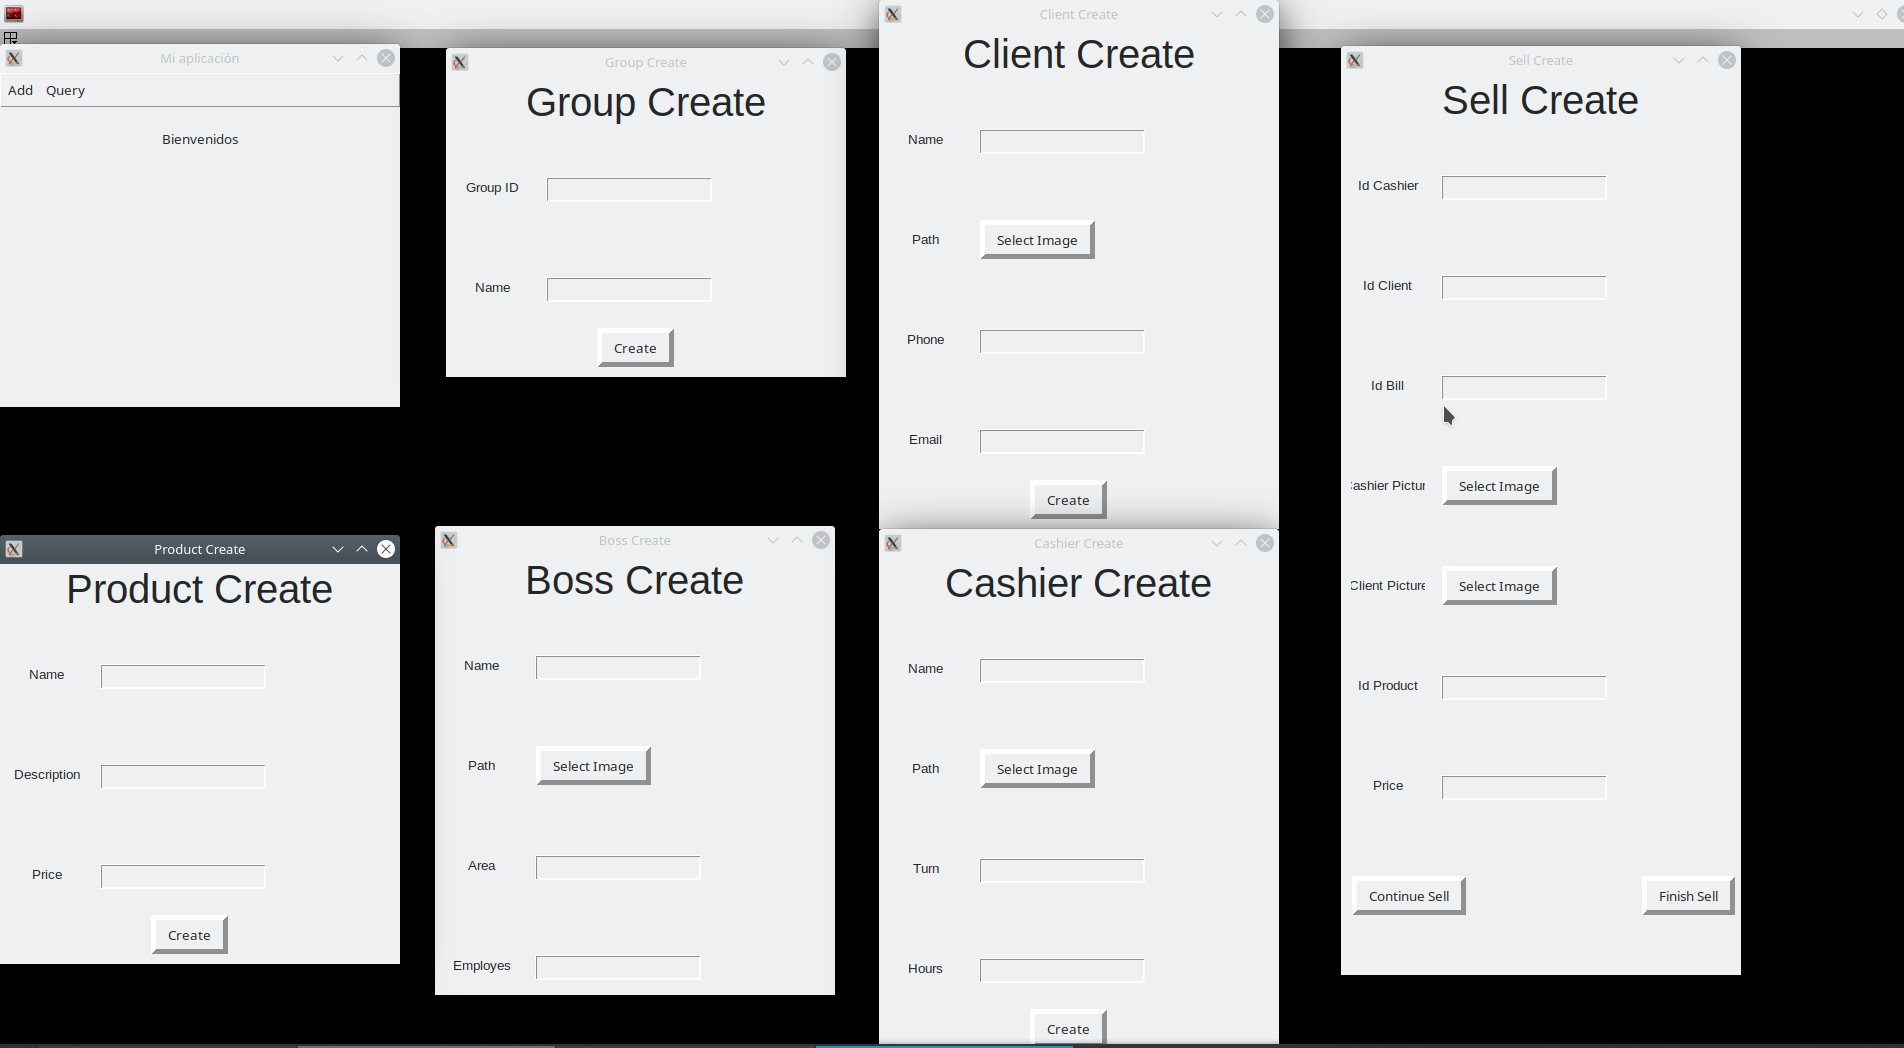 Mi aplicación
Add Query
Bienvenidos
Group Create
Group Create
Group ID
Name
Create
Client Create
Client Create
Name
Path Select Image
Phone
Email
Create
Sell Create
Sell Create
Id Cashier
Id Client
Id Bill
Cashier Pictur Select Image
Client Picture Select Image
Id Product
Price
Continue Sell Finish Sell
Product Create
Product Create
Name
Description
Price
Create
Boss Create
Boss Create
Name
Path Select Image
Area
Employes
Cashier Create
Cashier Create
Name
Path Select Image
Turn
Hours
Create